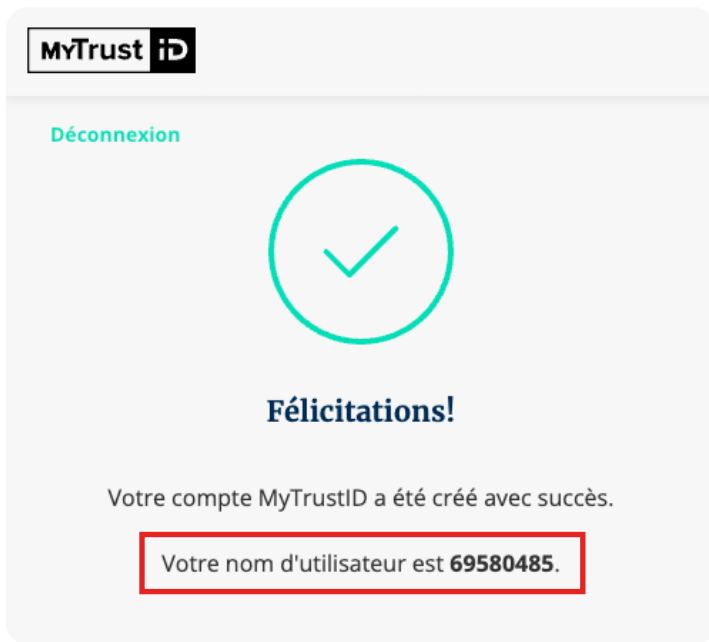 MyTrust iD
Déconnexion
Félicitations!
Votre compte MyTrustID a été créé avec succès.
Votre nom d'utilisateur est 69580485.